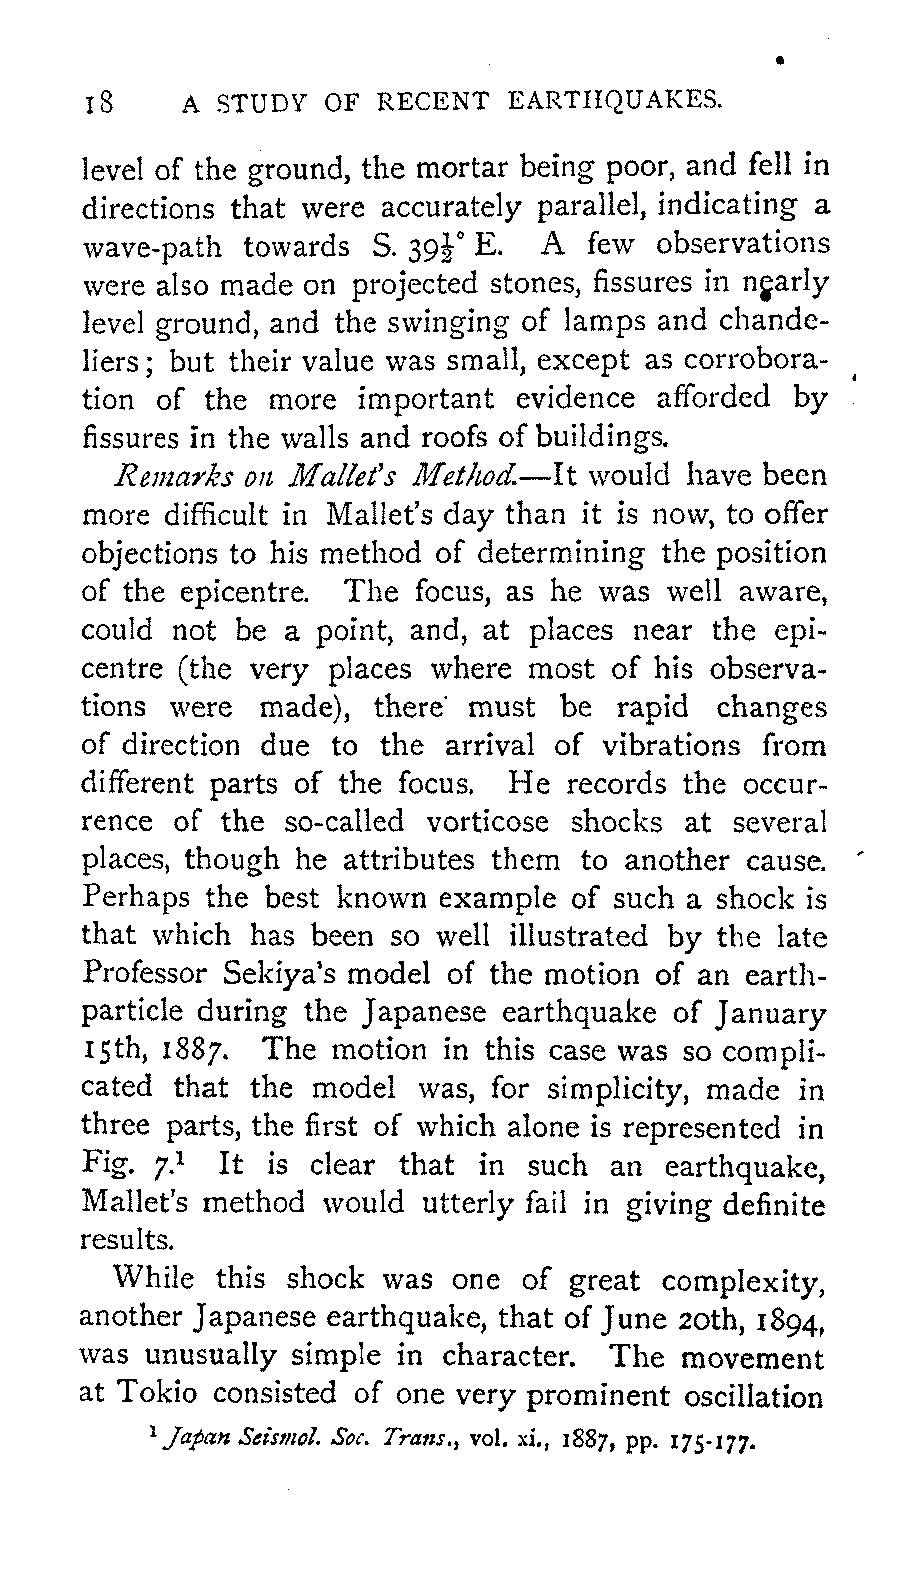 18 A STUDY OF RECENT EARTHQUAKES.
level of the ground, the mortar being poor, and fell in
directions that were accurately parallel, indicating a
wave-path towards S. 39½° E. A few observations
were also made on projected stones, fissures in nearly
level ground, and the swinging of lamps and chande-
liers; but their value was small, except as corrobora-
tion of the more important evidence afforded by
fissures in the walls and roofs of buildings.
Remarks on Mallet's Method.—It would have been
more difficult in Mallet's day than it is now, to offer
objections to his method of determining the position
of the epicentre. The focus, as he was well aware,
could not be a point, and, at places near the epi-
centre (the very places where most of his observa-
tions were made), there must be rapid changes
of direction due to the arrival of vibrations from
different parts of the focus. He records the occur-
rence of the so-called vorticose shocks at several
places, though he attributes them to another cause.
Perhaps the best known example of such a shock is
that which has been so well illustrated by the late
Professor Sekiya's model of the motion of an earth-
particle during the Japanese earthquake of January
15th, 1887. The motion in this case was so compli-
cated that the model was, for simplicity, made in
three parts, the first of which alone is represented in
Fig. 7.¹ It is clear that in such an earthquake,
Mallet's method would utterly fail in giving definite
results.
While this shock was one of great complexity,
another Japanese earthquake, that of June 20th, 1894,
was unusually simple in character. The movement
at Tokio consisted of one very prominent oscillation
¹ Japan Seismol. Soc. Trans., vol. xi., 1887, pp. 175-177.